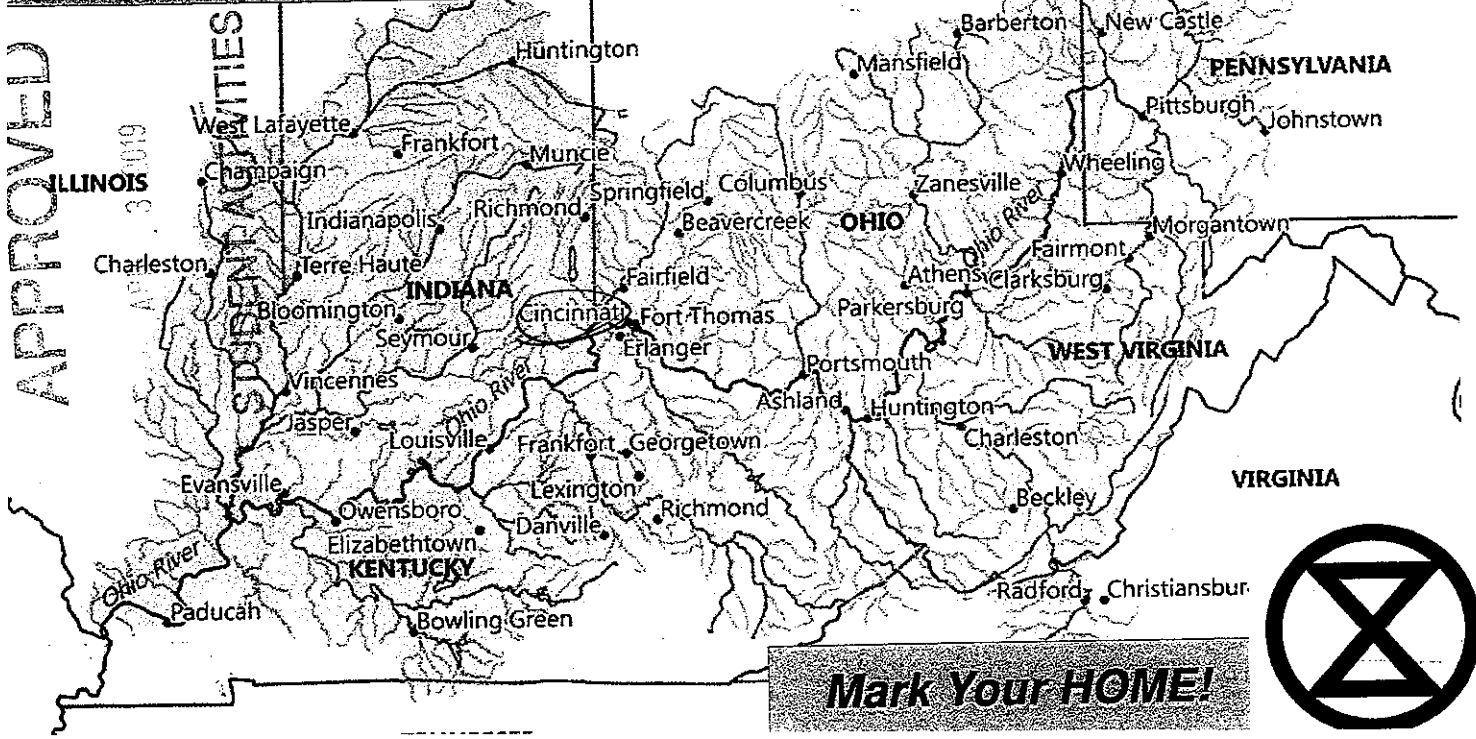 APPROVED
STUDENT ACTIVITIES
Barberton
New Castle
Huntington
Mansfield
PENNSYLVANIA
Pittsburgh
West Lafayette
Johnstown
Frankfort
Muncie
Wheeling
ILLINOIS
Champaign
Springfield
Columbus
Zanesville
Richmond
Indianapolis
Beavercreek
OHIO
Ohio River
Morgantown
Fairmont
Charleston
Terre Haute
Fairfield
Athens
Clarksburg
INDIANA
Bloomington
Cincinnati
Fort Thomas
Parkersburg
Seymour
Erlanger
WEST VIRGINIA
Portsmouth
Vincennes
Ohio River
Ashland
Huntington
Jasper
Louisville
Frankfort
Georgetown
Charleston
Evansville
Lexington
VIRGINIA
Owensboro
Danville
Richmond
Beckley
Elizabethtown
KENTUCKY
Ohio River
Radford
Christiansbur
Paducah
Bowling Green
Mark Your HOME!